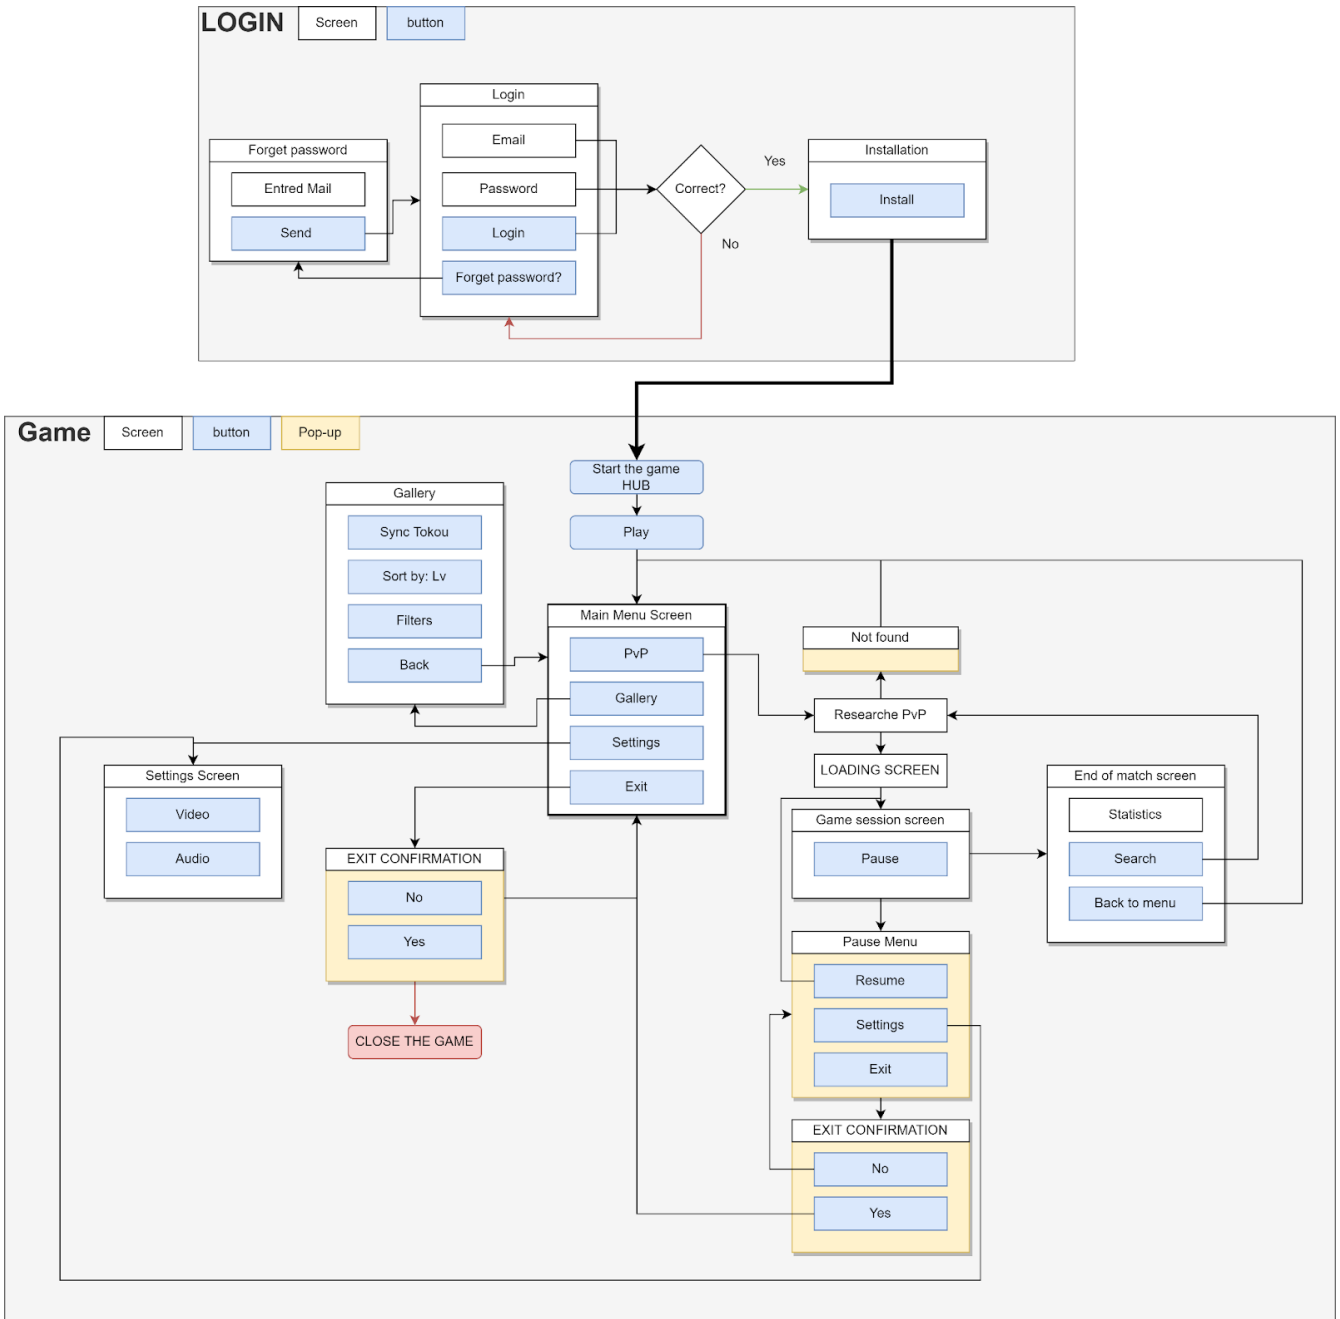 LOGIN
Screen
button
Login
Email
Password
Login
Forget password?
Forget password
Entred Mail
Send
Correct?
Yes
No
Installation
Install
Game
Screen
button
Pop-up
Start the game
HUB
Play
Gallery
Sync Tokou
Sort by: Lv
Filters
Back
Main Menu Screen
PvP
Gallery
Settings
Exit
Not found
Researche PvP
LOADING SCREEN
Settings Screen
Video
Audio
EXIT CONFIRMATION
No
Yes
CLOSE THE GAME
Game session screen
Pause
End of match screen
Statistics
Search
Back to menu
Pause Menu
Resume
Settings
Exit
EXIT CONFIRMATION
No
Yes